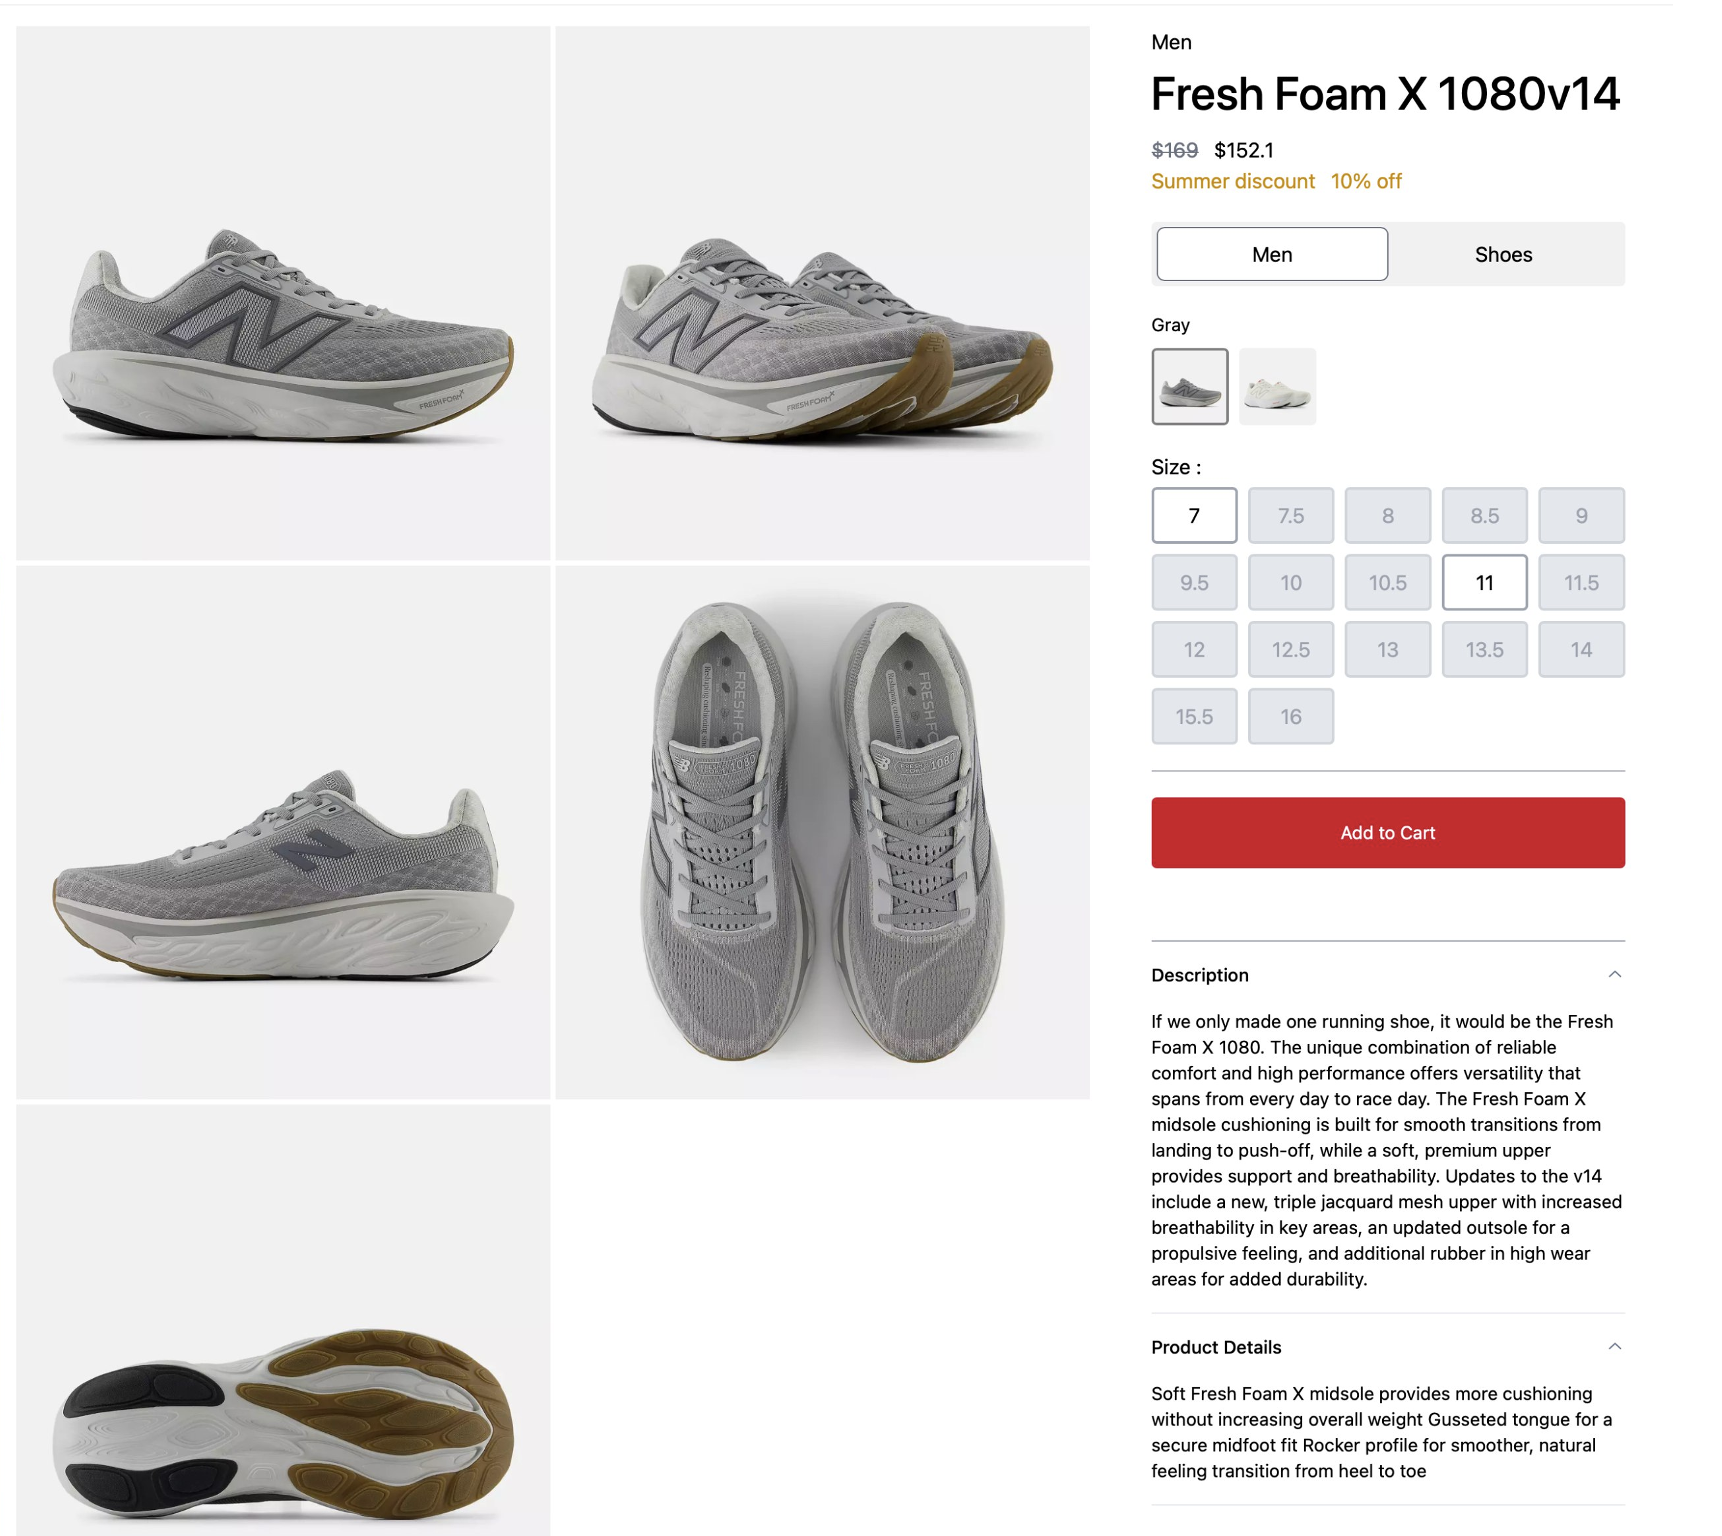 Men
Fresh Foam X 1080v14
$169 $152.1
Summer discount 10% off
Men Shoes
Gray
Size :
7 7.5 8 8.5 9
9.5 10 10.5 11 11.5
12 12.5 13 13.5 14
15.5 16
Add to Cart
Description
If we only made one running shoe, it would be the Fresh
Foam X 1080. The unique combination of reliable
comfort and high performance offers versatility that
spans from every day to race day. The Fresh Foam X
midsole cushioning is built for smooth transitions from
landing to push-off, while a soft, premium upper
provides support and breathability. Updates to the v14
include a new, triple jacquard mesh upper with increased
breathability in key areas, an updated outsole for a
propulsive feeling, and additional rubber in high wear
areas for added durability.
Product Details
Soft Fresh Foam X midsole provides more cushioning
without increasing overall weight Gusseted tongue for a
secure midfoot fit Rocker profile for smoother, natural
feeling transition from heel to toe
FRESH FOAM X
FRESH FOAM X
1080
1080